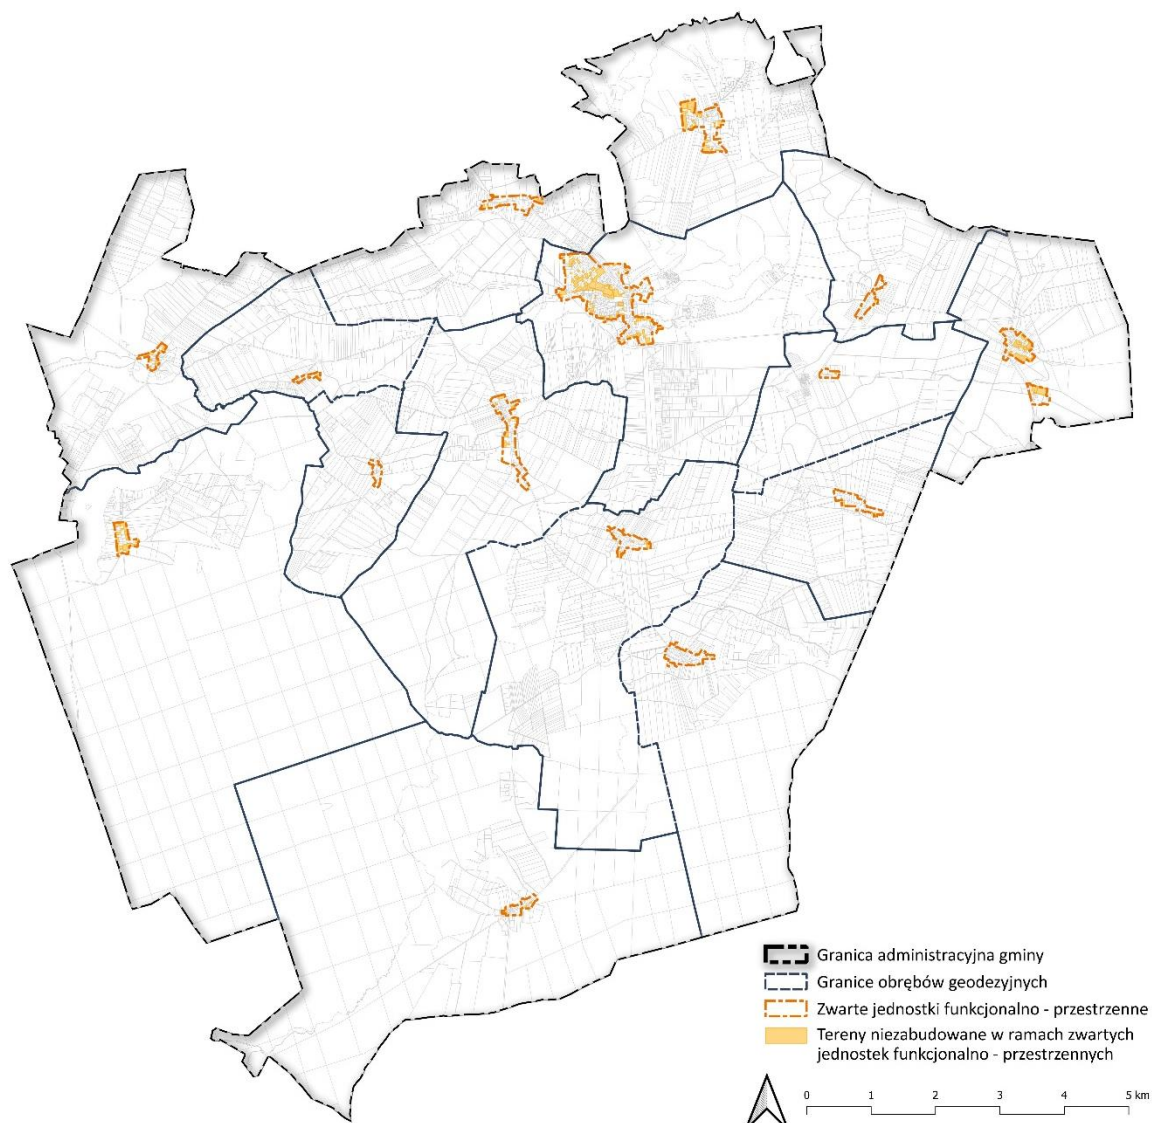 Granica administracyjna gminy
Granice obrębów geodezyjnych
Zwarte jednostki funkcjonalno - przestrzenne
Tereny niezabudowane w ramach zwartych
jednostek funkcjonalno - przestrzennych
0 1 2 3 4 5 km